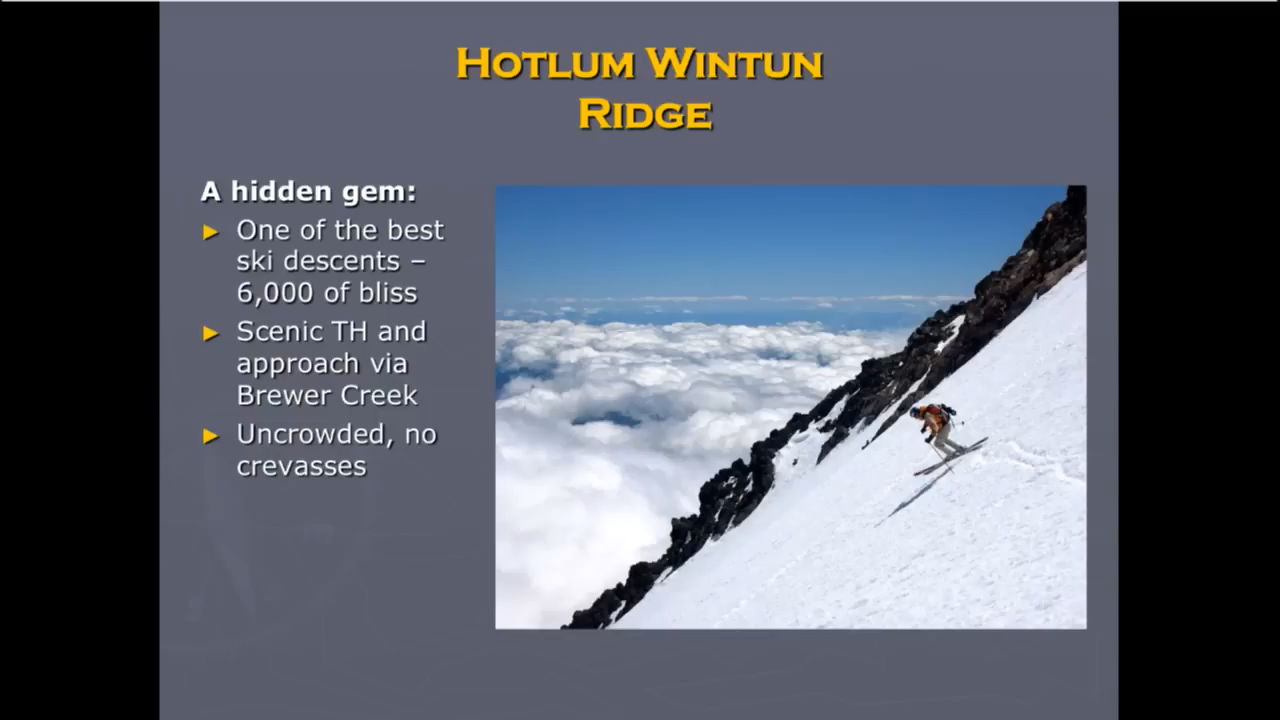 HOTLUM WINTUN
RIDGE
A hidden gem:
► One of the best
ski descents –
6,000 of bliss
► Scenic TH and
approach via
Brewer Creek
► Uncrowded, no
crevasses